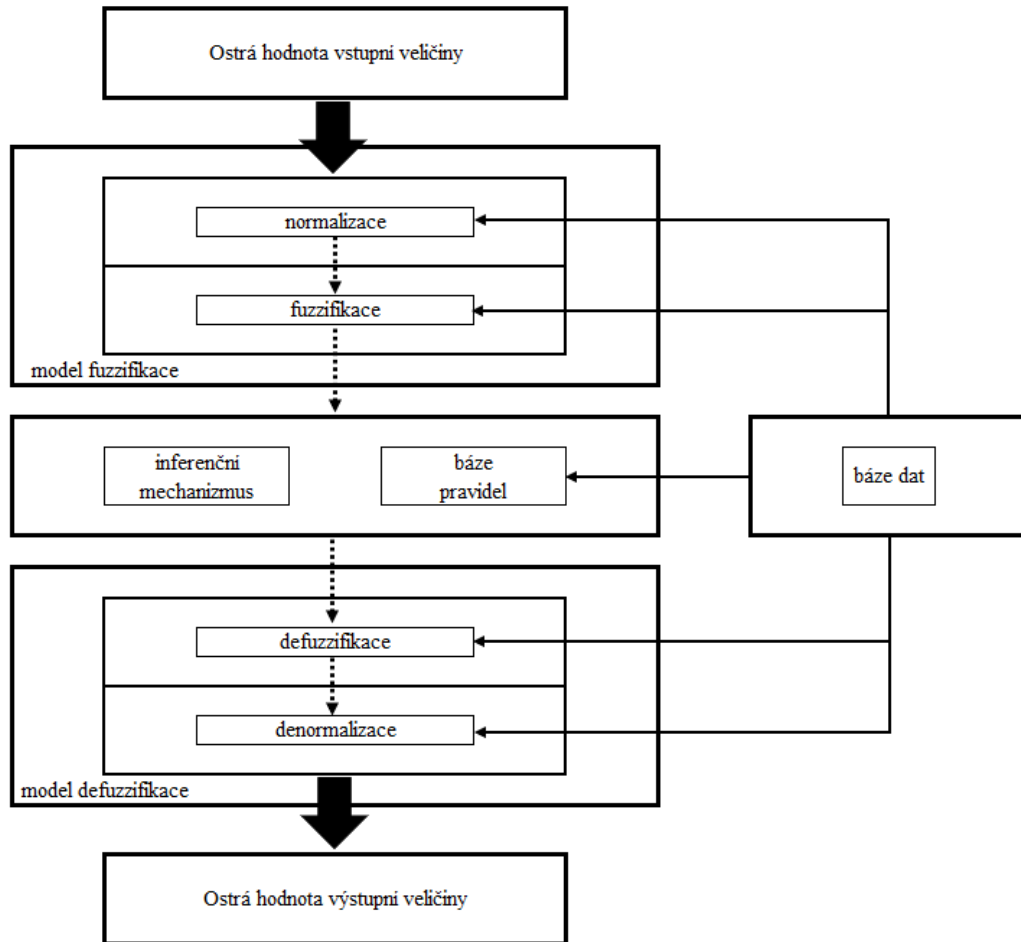 Ostrá hodnota vstupní veličiny
normalizace
fuzzifikace
model fuzzifikace
inferenční
mechanizmus
báze
pravidel
báze dat
defuzzifikace
denormalizace
model defuzzifikace
Ostrá hodnota výstupní veličiny